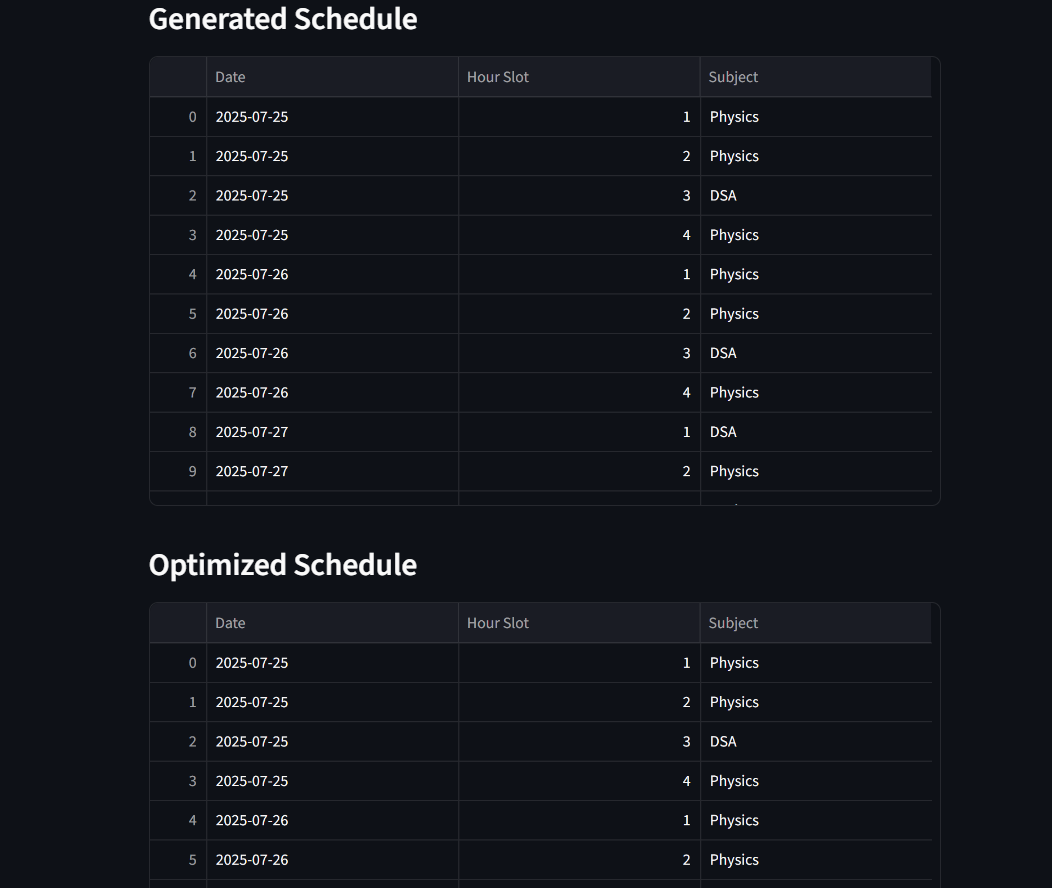 Generated Schedule
Date Hour Slot Subject
0 2025-07-25 1 Physics
1 2025-07-25 2 Physics
2 2025-07-25 3 DSA
3 2025-07-25 4 Physics
4 2025-07-26 1 Physics
5 2025-07-26 2 Physics
6 2025-07-26 3 DSA
7 2025-07-26 4 Physics
8 2025-07-27 1 DSA
9 2025-07-27 2 Physics
Optimized Schedule
Date Hour Slot Subject
0 2025-07-25 1 Physics
1 2025-07-25 2 Physics
2 2025-07-25 3 DSA
3 2025-07-25 4 Physics
4 2025-07-26 1 Physics
5 2025-07-26 2 Physics